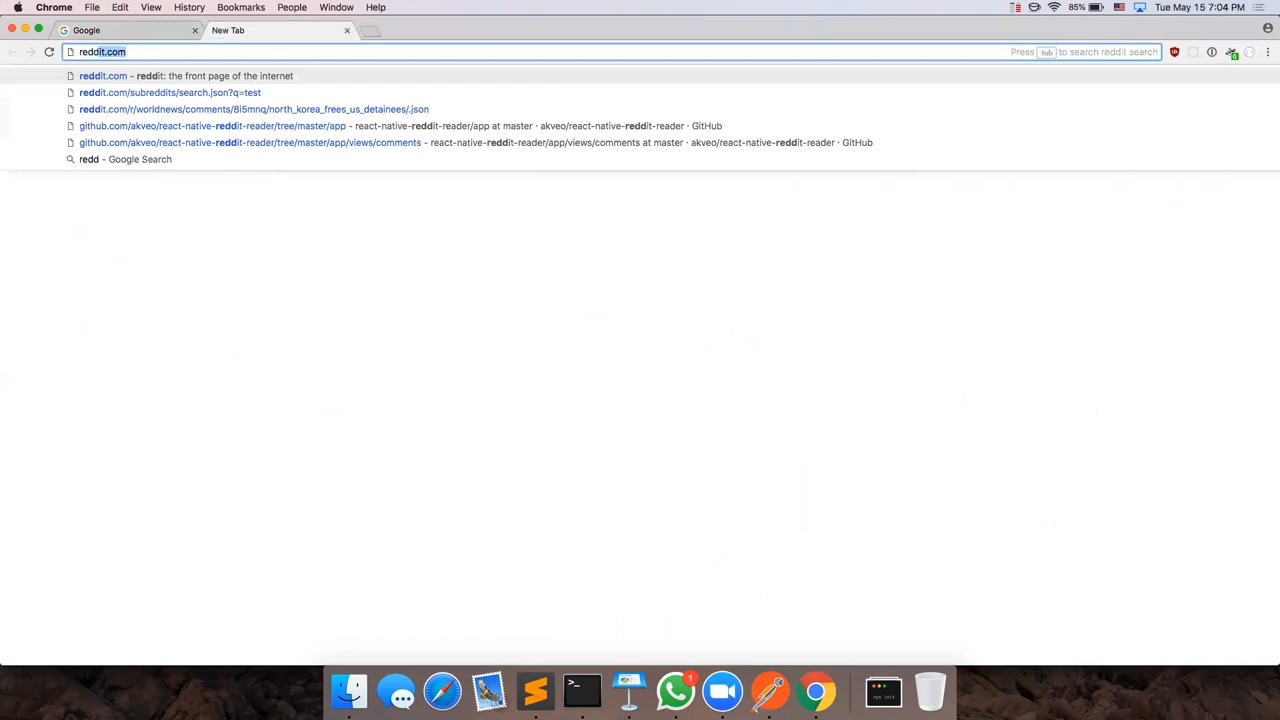 Chrome File Edit View History Bookmarks People Window Help 85% Tue May 15 7:04 PM
Google New Tab
reddit.com Press tab to search reddit search
reddit.com - reddit: the front page of the internet
reddit.com/subreddits/search.json?q=test
reddit.com/r/worldnews/comments/8i5mnq/north_korea_frees_us_detainees/.json
github.com/akveo/react-native-reddit-reader/tree/master/app - react-native-reddit-reader/app at master · akveo/react-native-reddit-reader · GitHub
github.com/akveo/react-native-reddit-reader/tree/master/app/views/comments - react-native-reddit-reader/app/views/comments at master · akveo/react-native-reddit-reader · GitHub
redd - Google Search
1
npm init